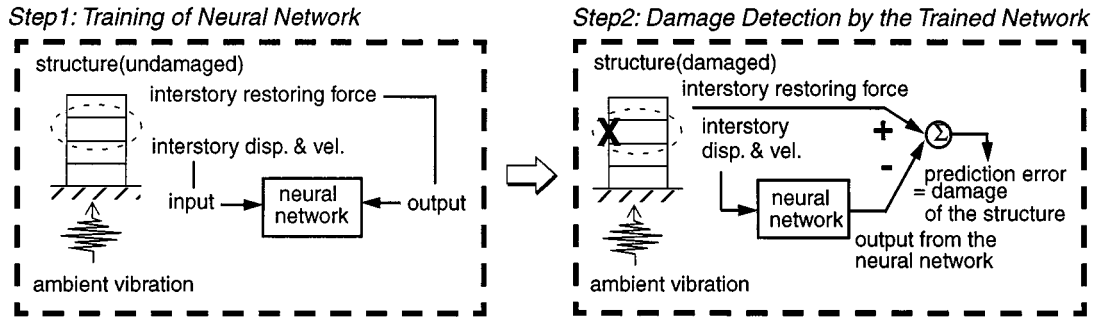 Step1: Training of Neural Network
structure(undamaged)
interstory restoring force
interstory disp. & vel.
input
neural
network
output
ambient vibration
Step2: Damage Detection by the Trained Network
structure(damaged)
interstory restoring force
X
interstory
disp. & vel.
+
-
Σ
neural
network
prediction error
= damage
of the structure
output from the
neural network
ambient vibration